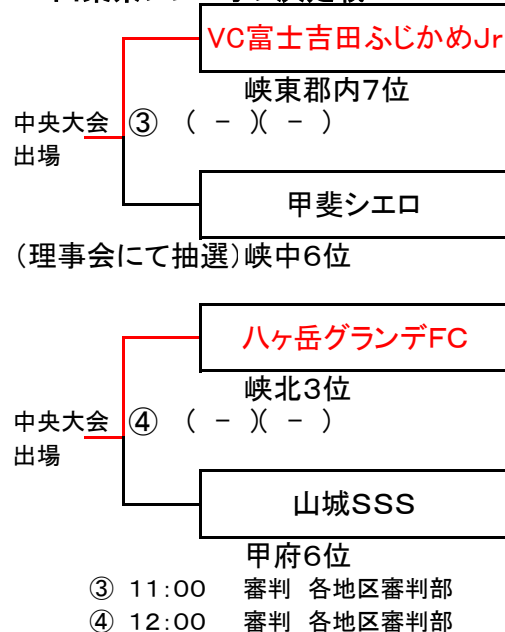 VC富士吉田ふじかめJr
峡東郡内7位
中央大会 ③ ( - )( - )
出場
甲斐シエロ
(理事会にて抽選)峡中6位
八ヶ岳グランデFC
峡北3位
中央大会 ④ ( - )( - )
出場
山城SSS
甲府6位
③ 11:00 審判 各地区審判部
④ 12:00 審判 各地区審判部